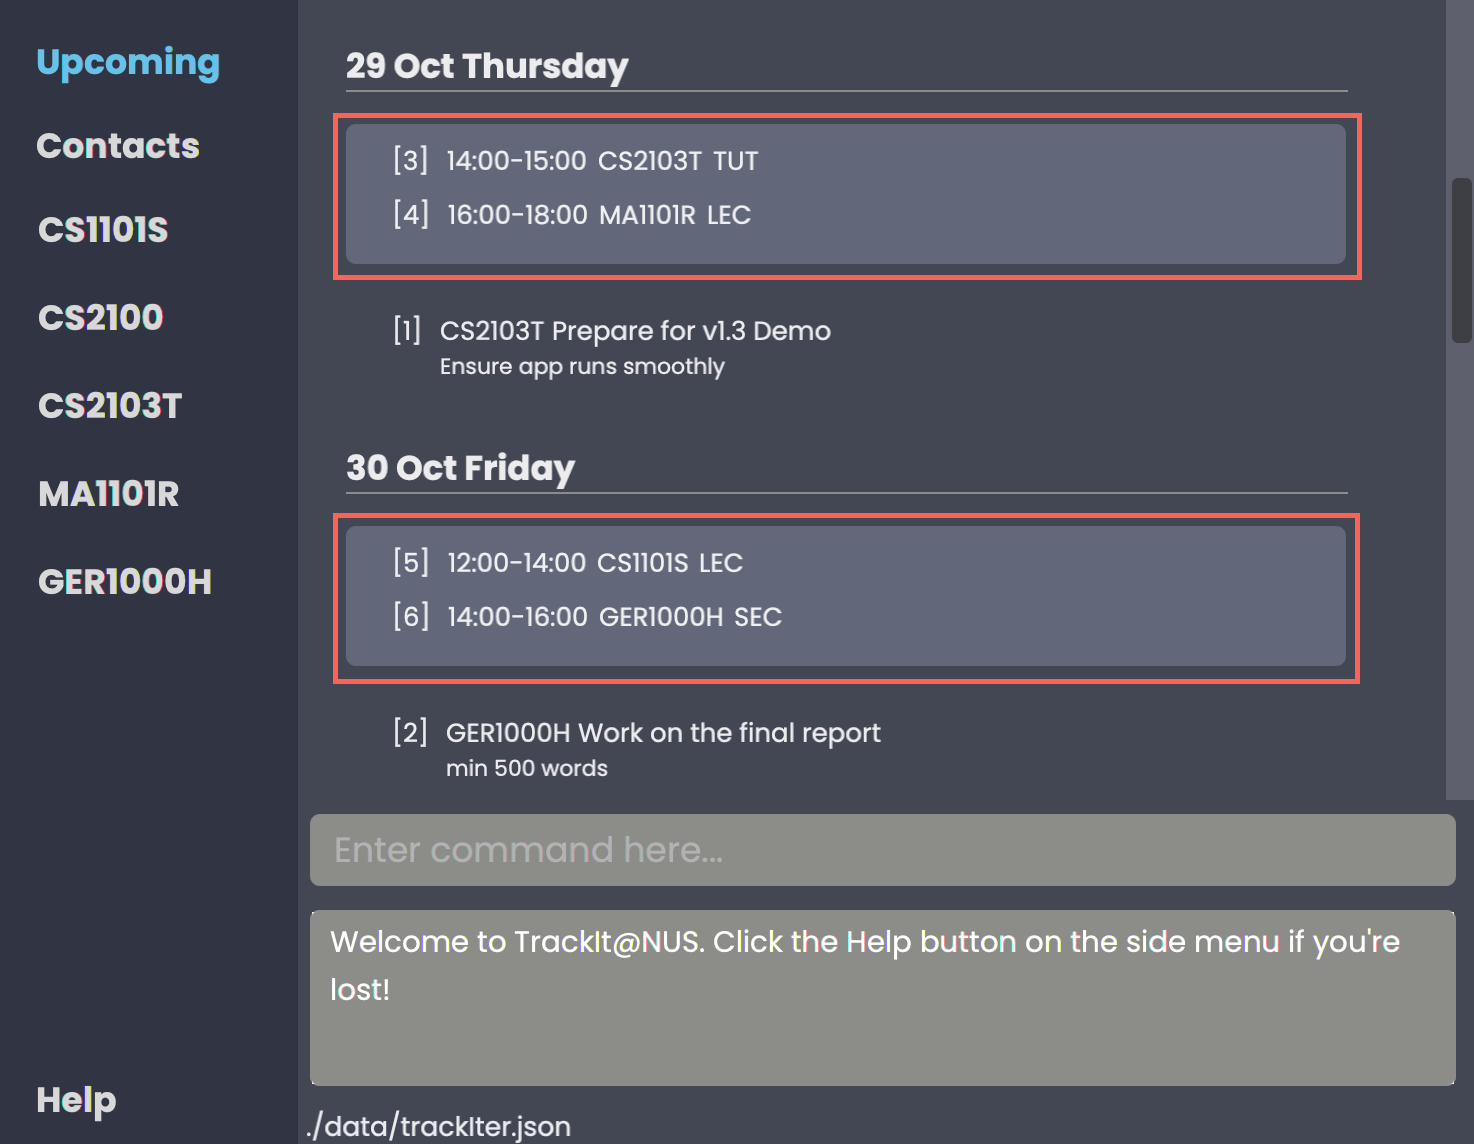 Upcoming
Contacts
CS1101S
CS2100
CS2103T
MA1101R
GER1000H
Help
29 Oct Thursday
[3] 14:00-15:00 CS2103T TUT
[4] 16:00-18:00 MA1101R LEC
[1] CS2103T Prepare for v1.3 Demo
Ensure app runs smoothly
30 Oct Friday
[5] 12:00-14:00 CS1101S LEC
[6] 14:00-16:00 GER1000H SEC
[2] GER1000H Work on the final report
min 500 words
Enter command here...
Welcome to TrackIt@NUS. Click the Help button on the side menu if you're
lost!
./data/trackIter.json